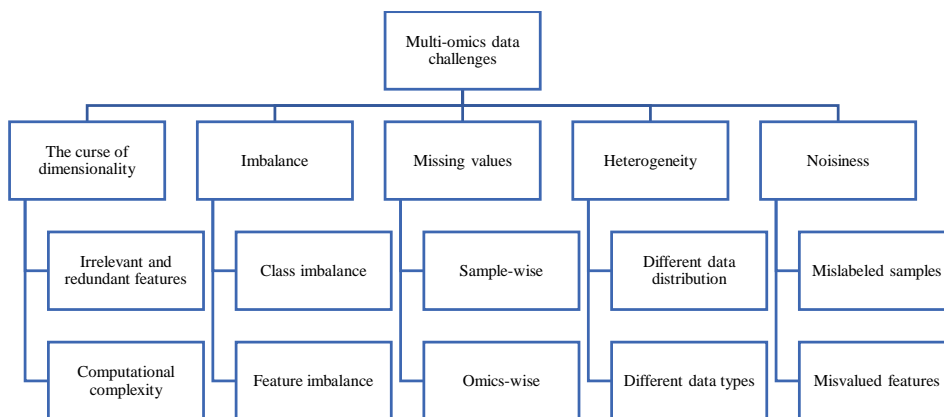 Multi-omics data
challenges
The curse of
dimensionality
Imbalance
Missing values
Heterogeneity
Noisiness
Irrelevant and
redundant features
Class imbalance
Sample-wise
Different data
distribution
Mislabeled samples
Computational
complexity
Feature imbalance
Omics-wise
Different data types
Misvalued features